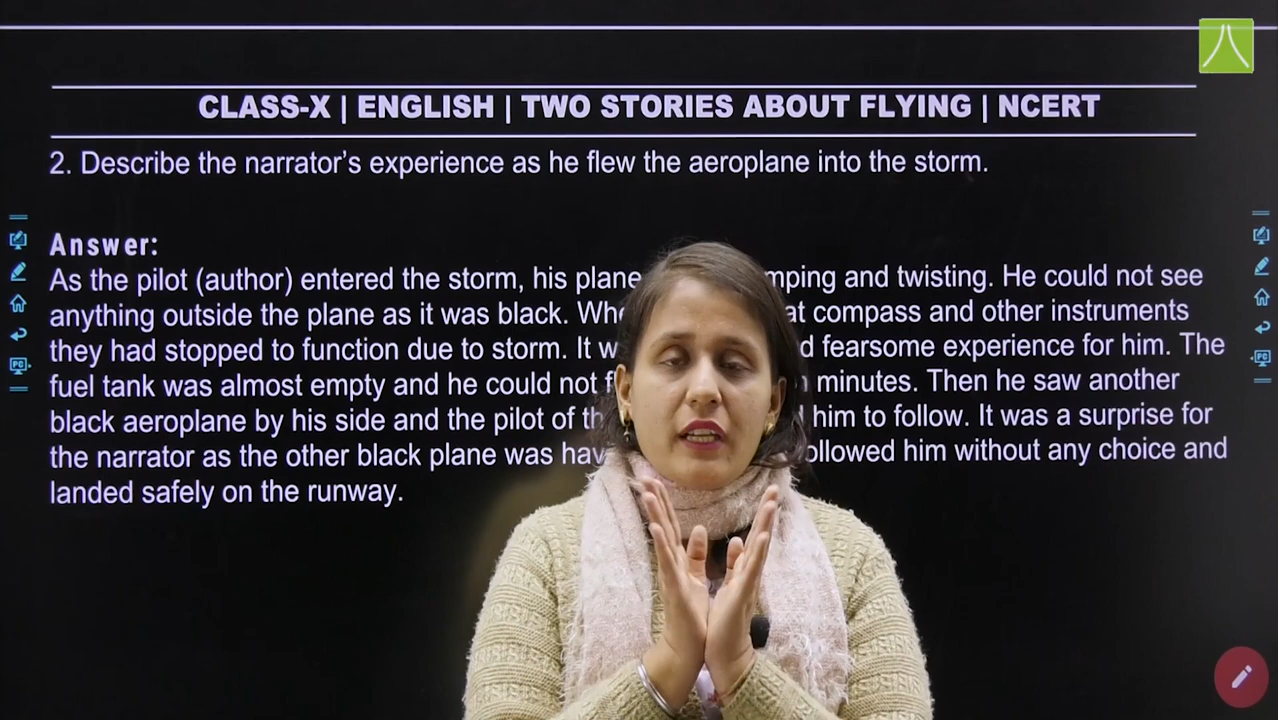 CLASS-X | ENGLISH | TWO STORIES ABOUT FLYING | NCERT
2. Describe the narrator's experience as he flew the aeroplane into the storm.
Answer:
As the pilot (author) entered the storm, his plane and twisting. He could not see
anything outside the plane as it was black. at compass and other instruments
they had stopped to function due to storm. It fearsome experience for him. The
fuel tank was almost empty and he could not minutes. Then he saw another
black aeroplane by his side and the pilot of him to follow. It was a surprise for
the narrator as the other black plane was followed him without any choice and
landed safely on the runway.
PC
PC